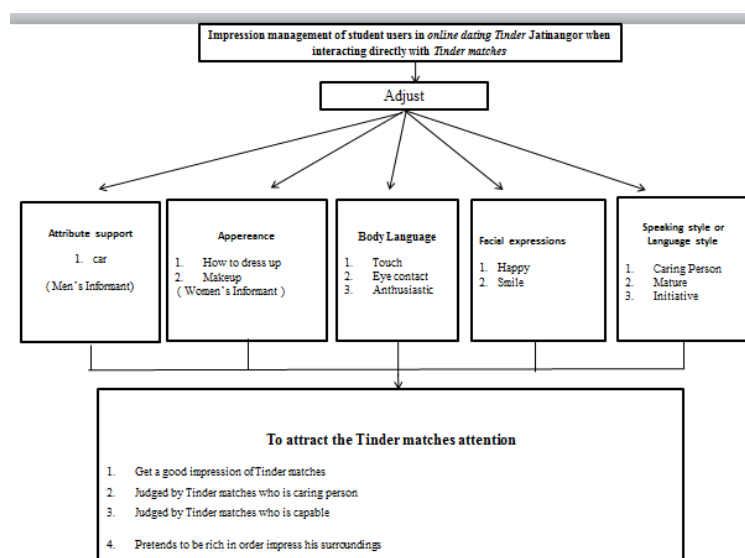 Impression management of student users in online dating Tinder Jatinangor when
interacting directly with Tinder matches
Adjust
Attribute support
1. car
( Men's Informant)
Appereance
1. How to dress up
2. Makeup
( Women's Informant )
Body Language
1. Touch
2. Eye contact
3. Anthusiastic
Facial expressions
1. Happy
2. Smile
Speaking style or
Language style
1. Caring Person
2. Mature
3. Initiative
To attract the Tinder matches attention
1. Get a good impression of Tinder matches
2. Judged by Tinder matches who is caring person
3. Judged by Tinder matches who is capable
4. Pretends to be rich in order impress his surroundings